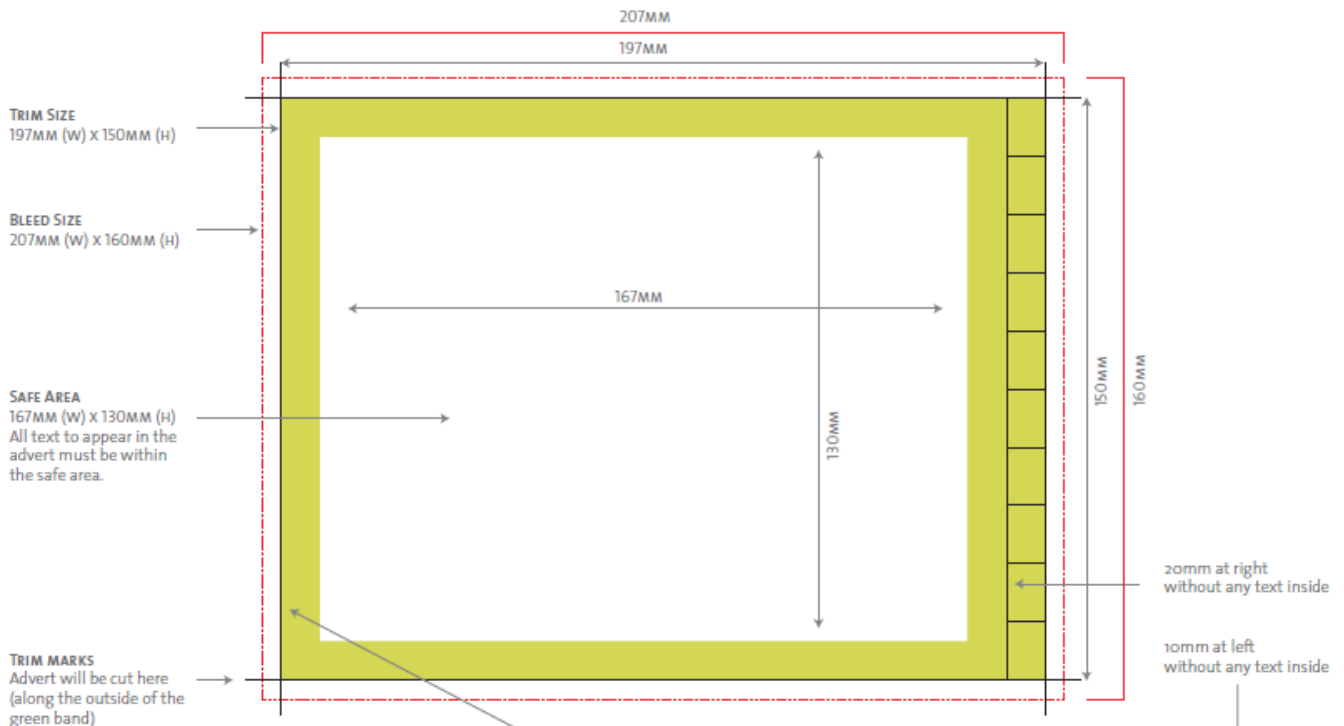 207MM
197MM
TRIM SIZE
197MM (W) X 150MM (H)
BLEED SIZE
207MM (W) X 160MM (H)
167MM
SAFE AREA
167MM (W) X 130MM (H)
All text to appear in the
advert must be within
the safe area.
130MM
150MM
160MM
20mm at right
without any text inside
10mm at left
without any text inside
TRIM MARKS
Advert will be cut here
(along the outside of the
green band)